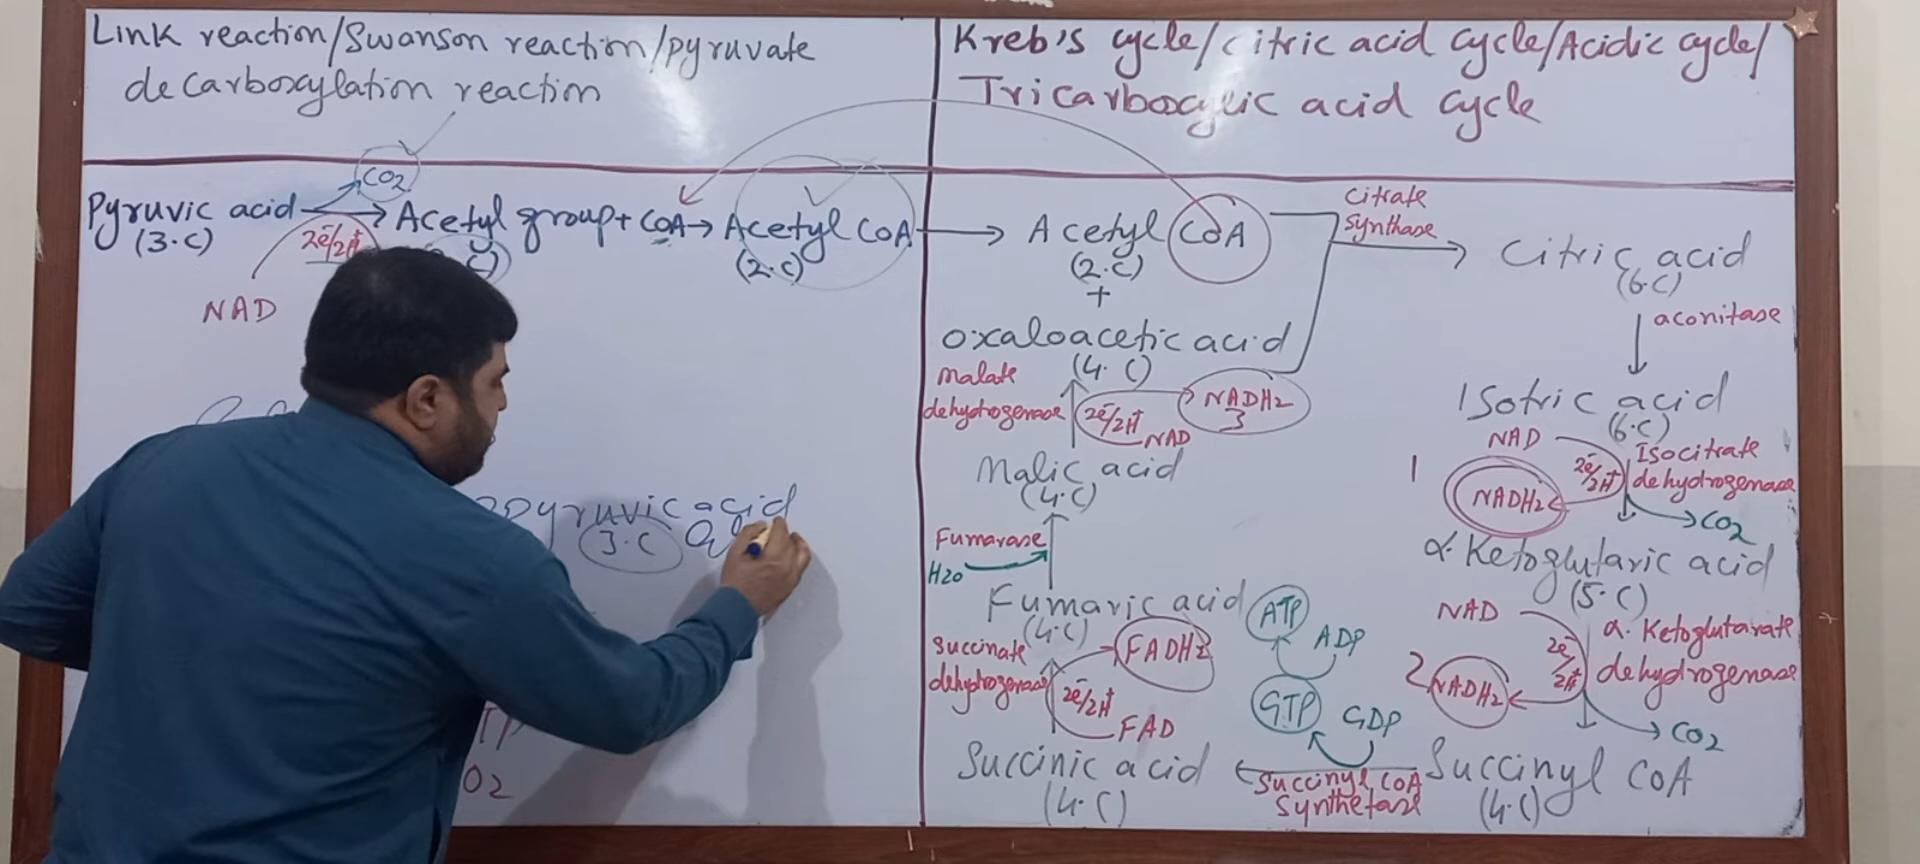 Link reaction/Swanson reaction/pyruvate
decarboxylation reaction
CO2
Pyruvic acid → Acetyl group + COA → Acetyl COA
(3.C)
2e/2H+
C)
(2.C)
NAD
pyruvic acid
3.C
TP
O2
Kreb's cycle/citric acid cycle/Acidic cycle/
Tricarboxylic acid cycle
Acetyl COA
(2.C)
+
Oxaloacetic acid
(4.C)
Citrate
Synthase
Citric acid
(6.C)
aconitase
Isotric acid
(6.C)
NAD
2e/2H+
Isocitrate
dehydrogenase
1
NADH2
CO2
α.Ketoglutaric acid
(5.C)
NAD
2e/2H+
α.Ketoglutarate
dehydrogenase
2
NADH2
CO2
Succinyl COA
(4.C)
Succinyl COA
Synthetase
GDP
GTP
ADP
ATP
Succinic acid
(4.C)
Succinate
dehydrogenase
2e/2H+
FAD
FADH2
Fumaric acid
(4.C)
Fumarase
H2O
Malic acid
(4.C)
Malate
dehydrogenase
2e/2H+
NAD
NADH2
3